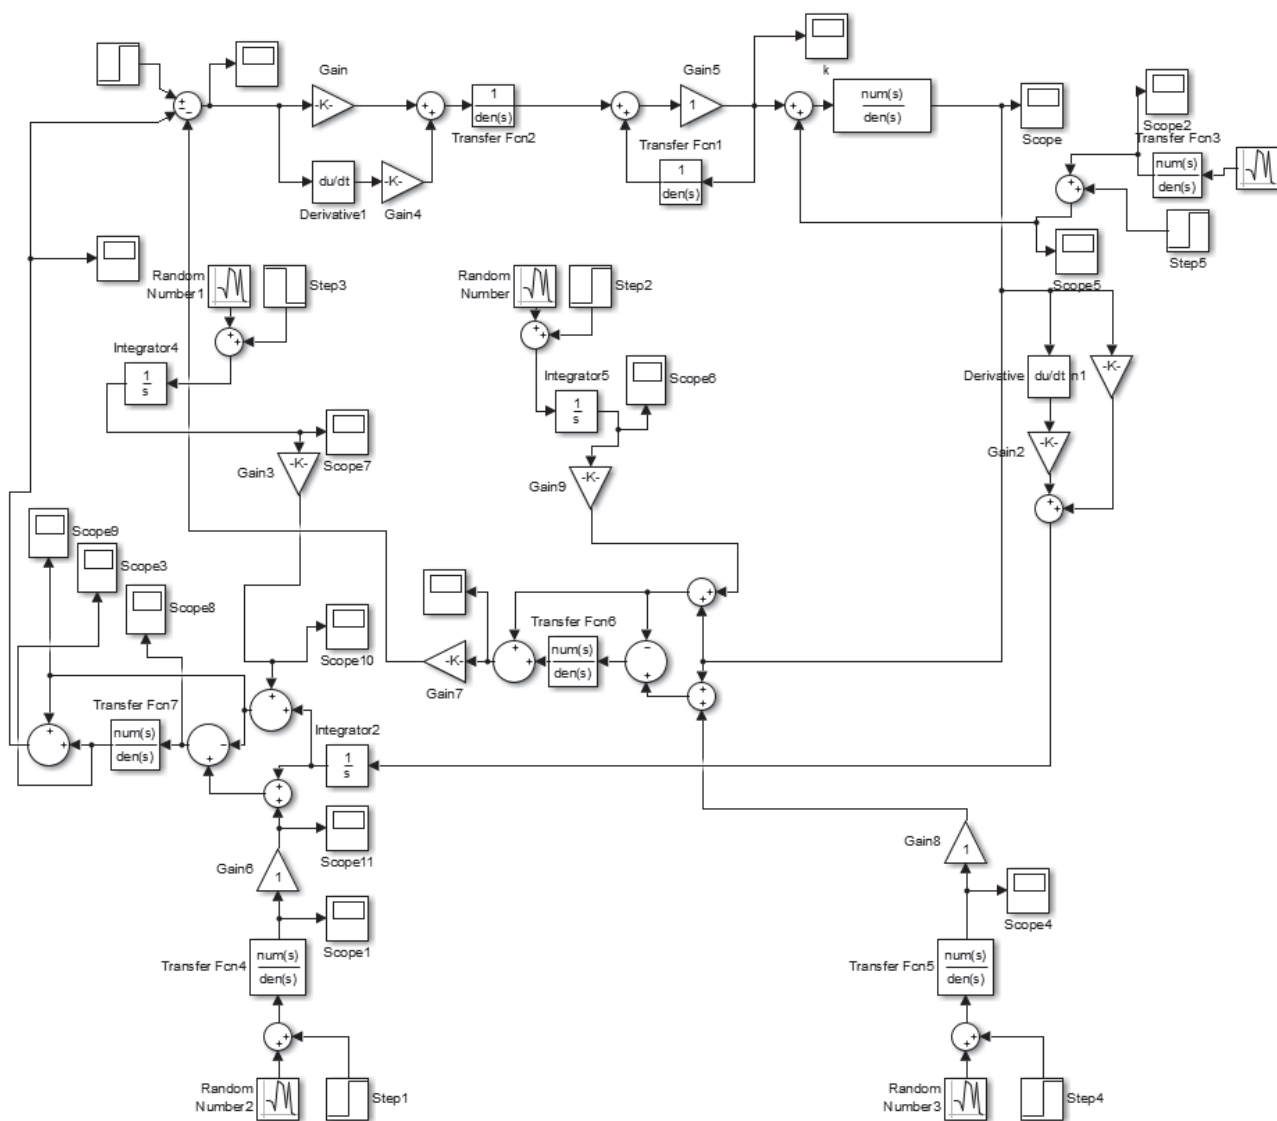 Gain
-K-
du/dt
Derivative1
-K-
Gain4
1
den(s)
Transfer Fcn2
Gain5
1
Transfer Fcn1
1
den(s)
k
num(s)
den(s)
Scope
Scope2
Transfer Fcn3
num(s)
den(s)
Step5
Scope5
Random
Number1
Step3
Integrator4
1
s
Random
Number
Step2
Integrator5
1
s
Scope6
Derivative
du/dt
n1
-K-
Gain2
-K-
Gain3
-K-
Scope7
Gain9
-K-
Scope9
Scope3
Scope8
Scope10
Transfer Fcn6
num(s)
den(s)
-K-
Gain7
Transfer Fcn7
num(s)
den(s)
Integrator2
1
s
Gain6
1
Scope11
Gain8
1
Scope1
Scope4
Transfer Fcn4
num(s)
den(s)
Transfer Fcn5
num(s)
den(s)
Random
Number2
Step1
Random
Number3
Step4